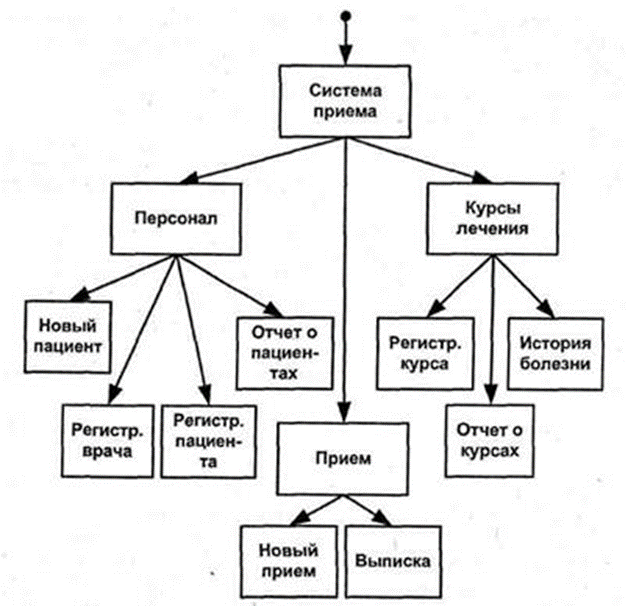 Система
приема
Персонал
Курсы
лечения
Новый
пациент
Отчет о
пациен-
тах
Регистр.
курса
История
болезни
Регистр.
врача
Регистр.
пациен-
та
Прием
Отчет о
курсах
Новый
прием
Выписка